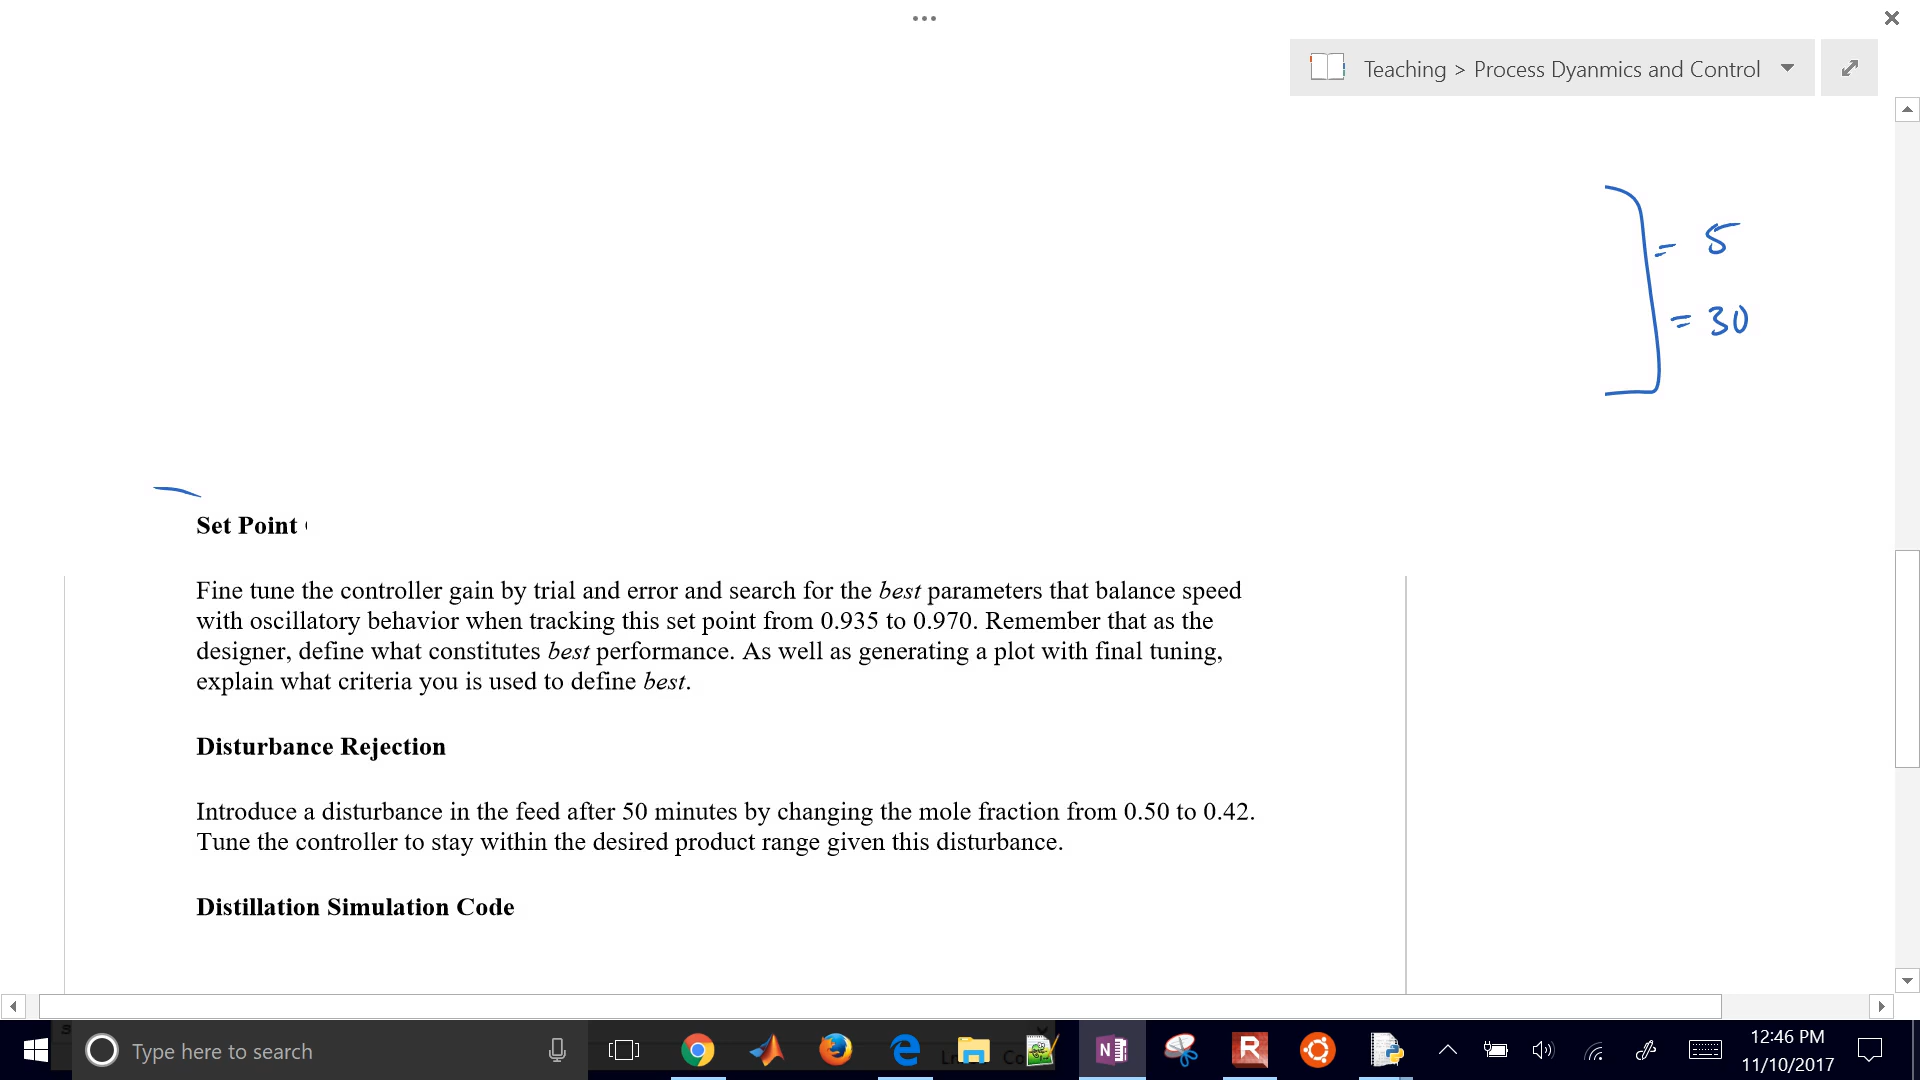 Teaching > Process Dyanmics and Control
= 5
= 30
Set Point
Fine tune the controller gain by trial and error and search for the best parameters that balance speed
with oscillatory behavior when tracking this set point from 0.935 to 0.970. Remember that as the
designer, define what constitutes best performance. As well as generating a plot with final tuning,
explain what criteria you is used to define best.
Disturbance Rejection
Introduce a disturbance in the feed after 50 minutes by changing the mole fraction from 0.50 to 0.42.
Tune the controller to stay within the desired product range given this disturbance.
Distillation Simulation Code
Type here to search
N
R
12:46 PM
11/10/2017